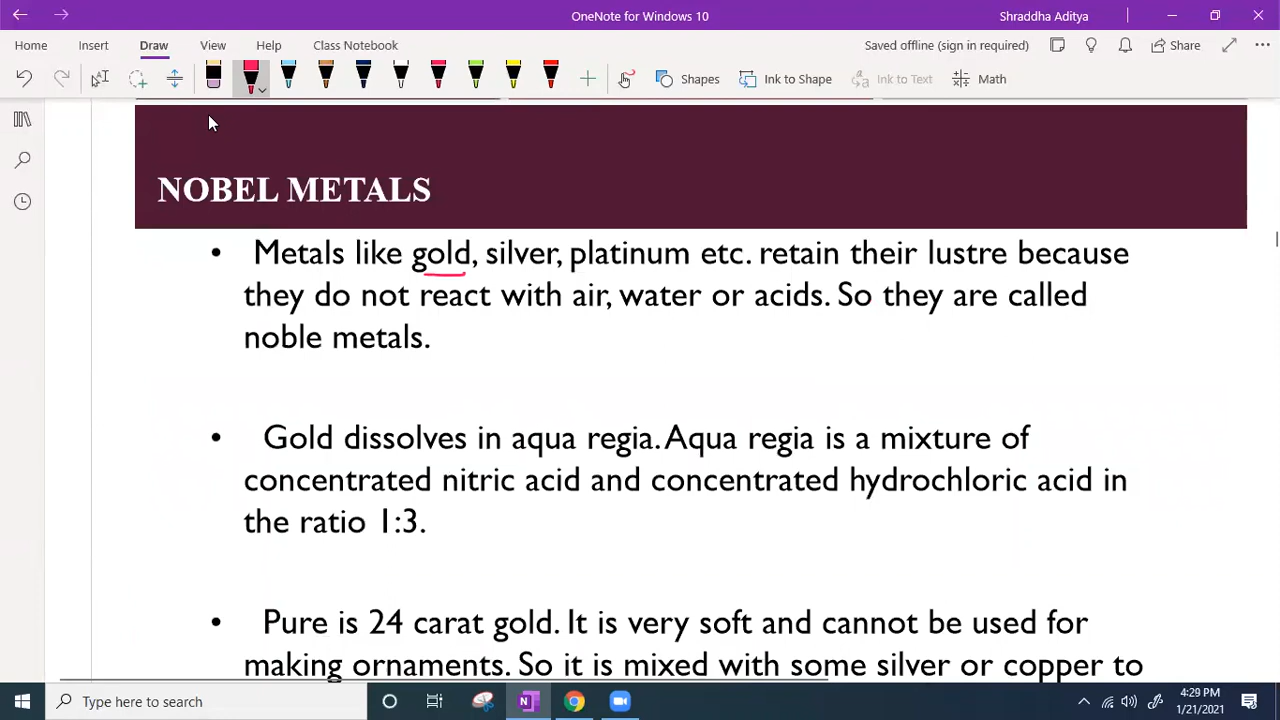 OneNote for Windows 10
Shraddha Aditya
Home Insert Draw View Help Class Notebook
Saved offline (sign in required) Share
Shapes Ink to Shape Ink to Text Math
NOBEL METALS
• Metals like gold, silver, platinum etc. retain their lustre because
they do not react with air, water or acids. So they are called
noble metals.
• Gold dissolves in aqua regia. Aqua regia is a mixture of
concentrated nitric acid and concentrated hydrochloric acid in
the ratio 1:3.
• Pure is 24 carat gold. It is very soft and cannot be used for
making ornaments. So it is mixed with some silver or copper to
Type here to search
4:29 PM
1/21/2021